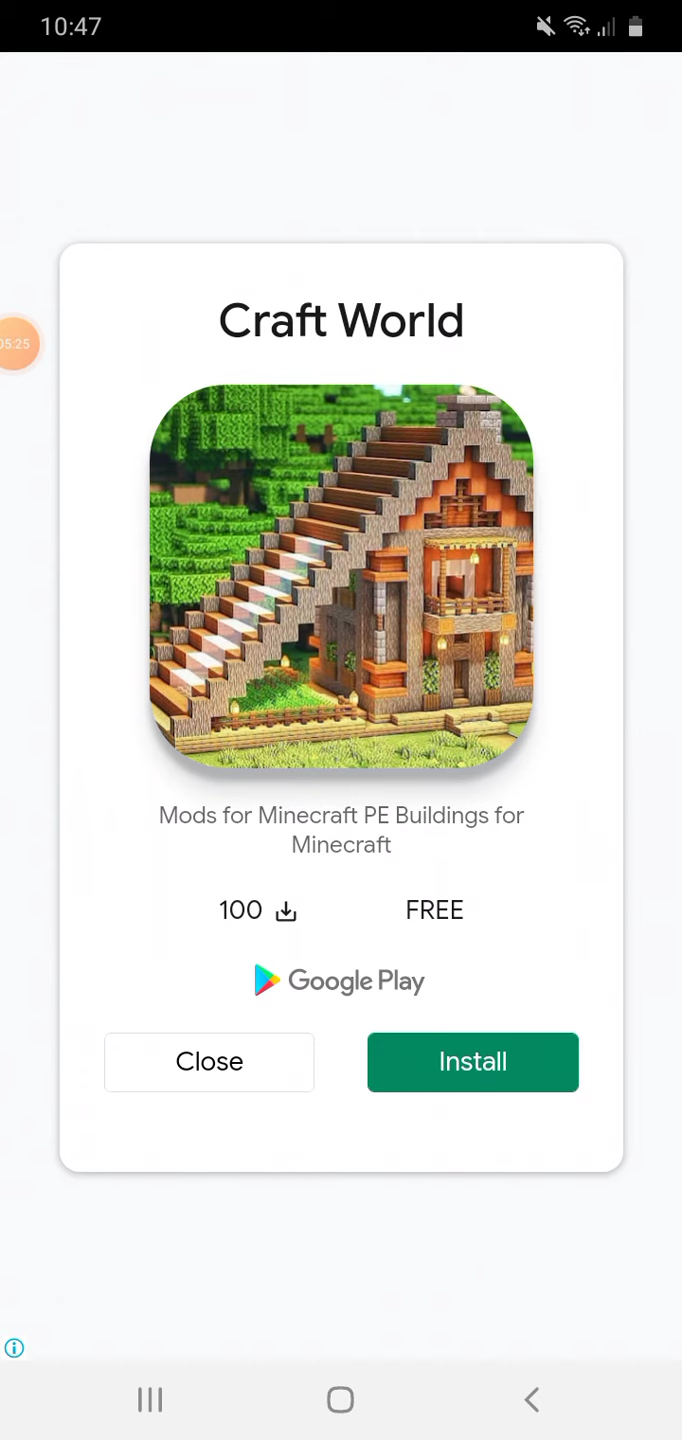 10:47
Craft World
05:25
Mods for Minecraft PE Buildings for
Minecraft
100 FREE
Google Play
Close Install